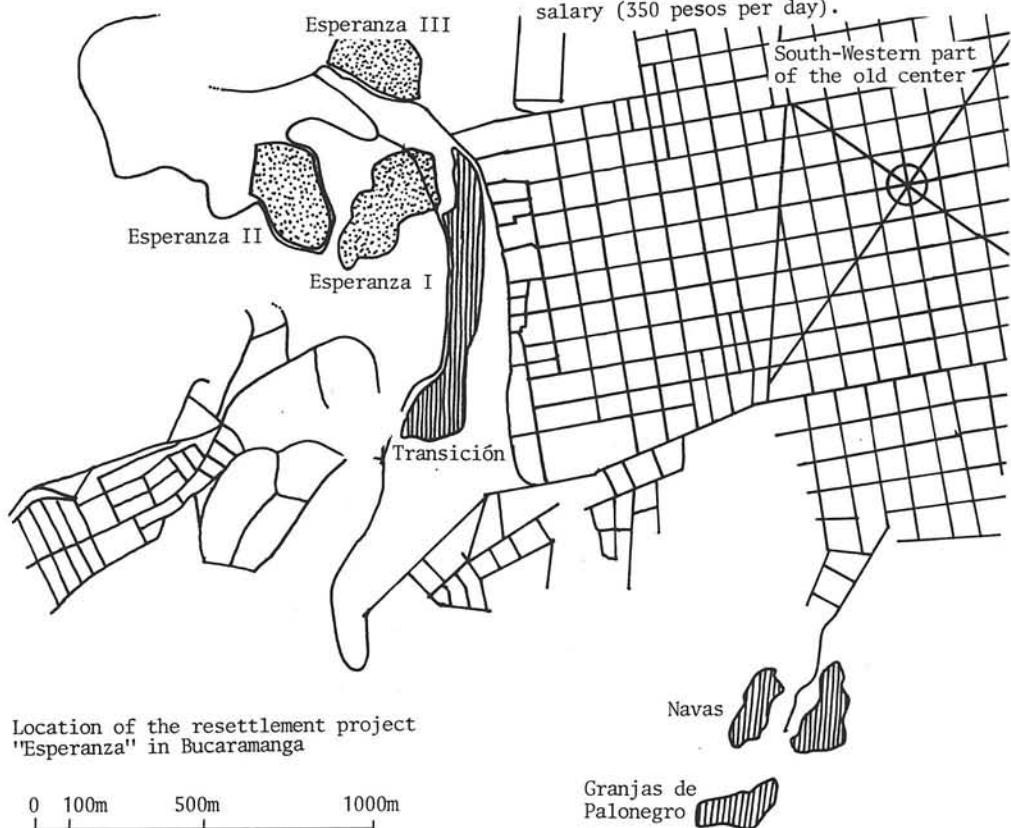 salary (350 pesos per day).
Esperanza III
South-Western part
of the old center
Esperanza II
Esperanza I
Transición
Navas
Location of the resettlement project
"Esperanza" in Bucaramanga
Granjas de
Palonegro
0 100m 500m 1000m